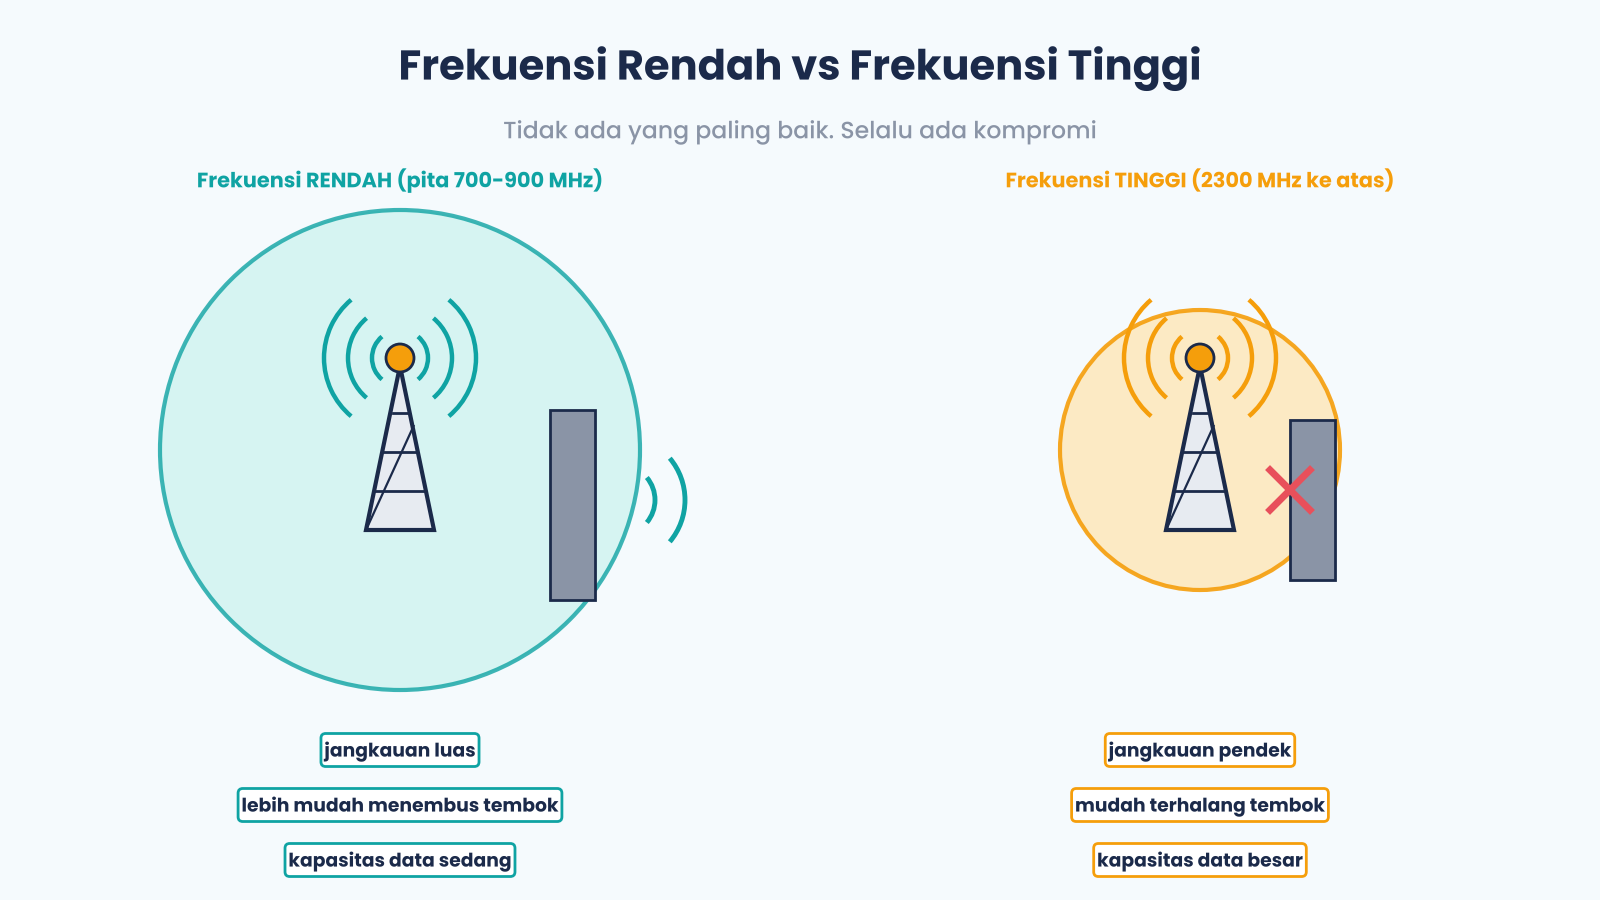 Frekuensi Rendah vs Frekuensi Tinggi
Tidak ada yang paling baik. Selalu ada kompromi
Frekuensi RENDAH (pita 700-900 MHz)
jangkauan luas
lebih mudah menembus tembok
kapasitas data sedang
Frekuensi TINGGI (2300 MHz ke atas)
jangkauan pendek
mudah terhalang tembok
kapasitas data besar